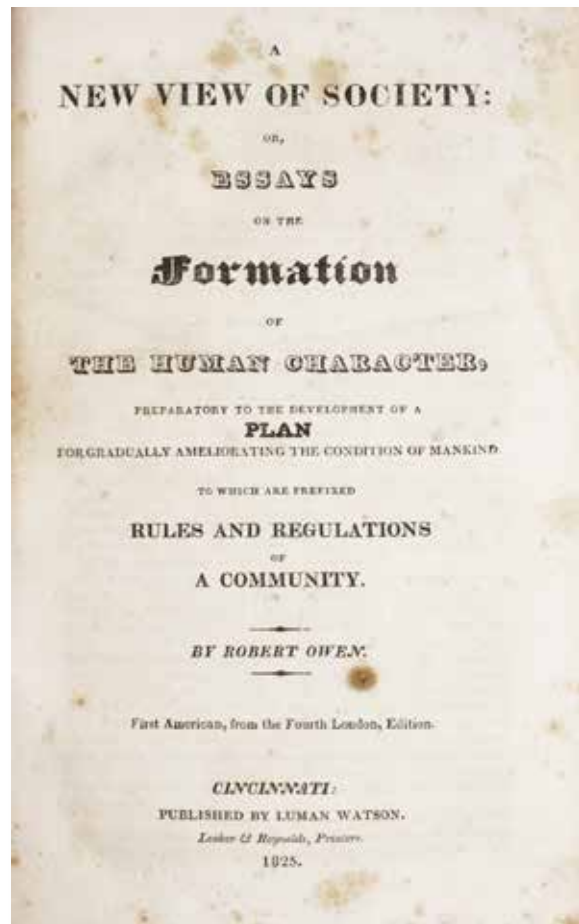 A
NEW VIEW OF SOCIETY:
OR,
ESSAYS
ON THE
Formation
OF
THE HUMAN CHARACTER,
PREPARATORY TO THE DEVELOPMENT OF A
PLAN
FOR GRADUALLY AMELIORATING THE CONDITION OF MANKIND
TO WHICH ARE PREFIXED
RULES AND REGULATIONS
OF
A COMMUNITY.
BY ROBERT OWEN.
First American, from the Fourth London, Edition.
CINCINNATI:
PUBLISHED BY LUMAN WATSON.
Looker & Reynolds, Printers.
1825.